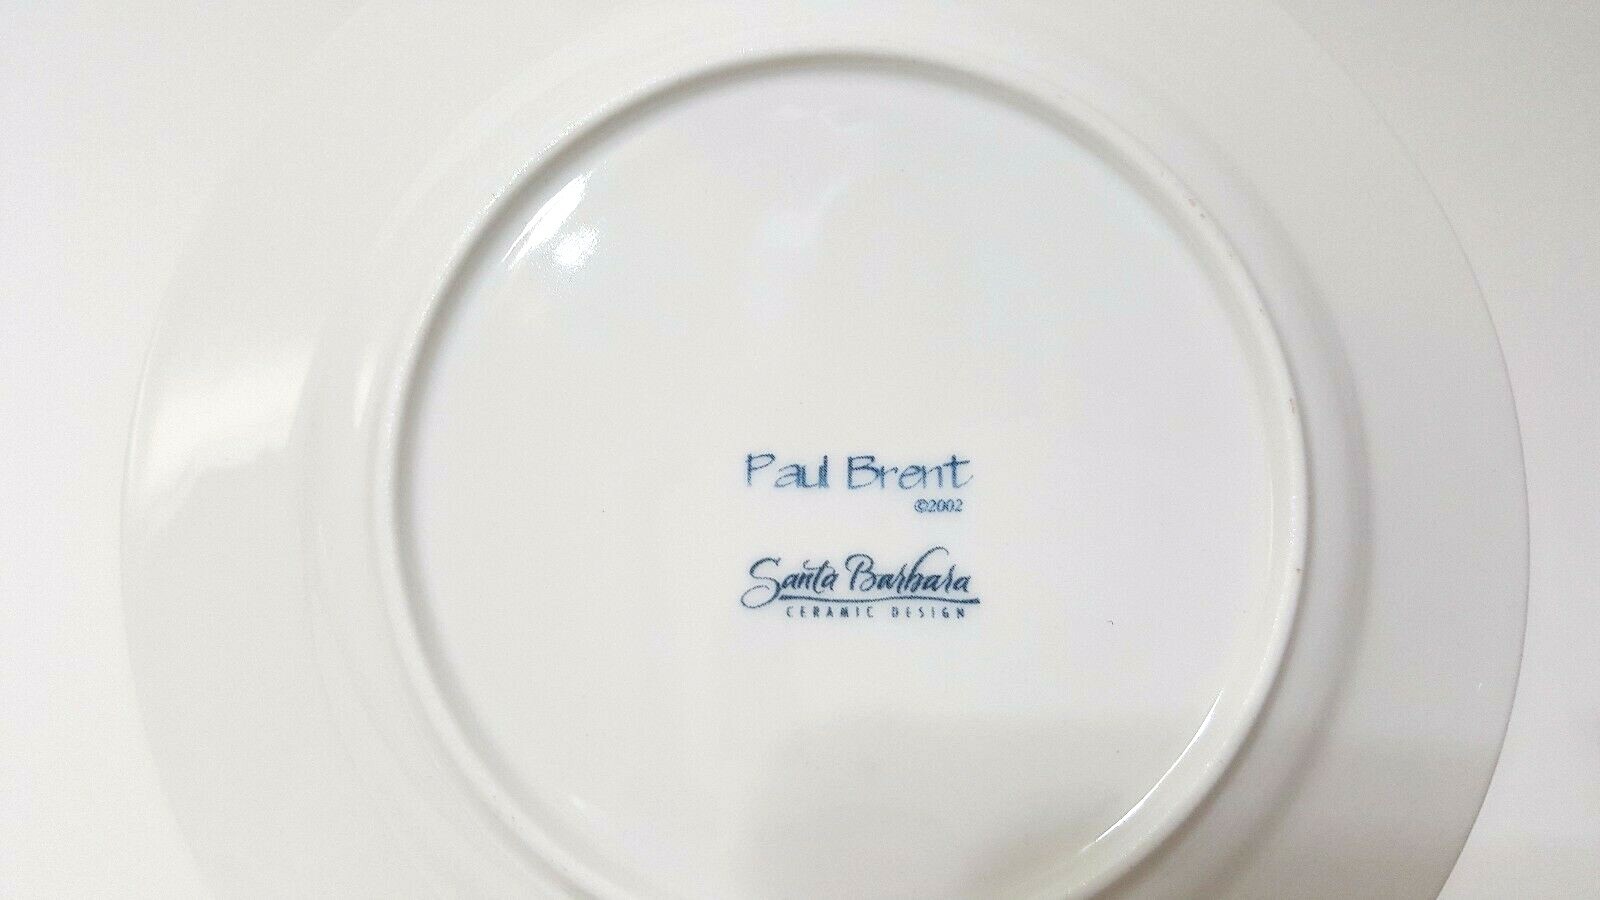 Paul Brent
©2002
Santa Barbara
CERAMIC DESIGN